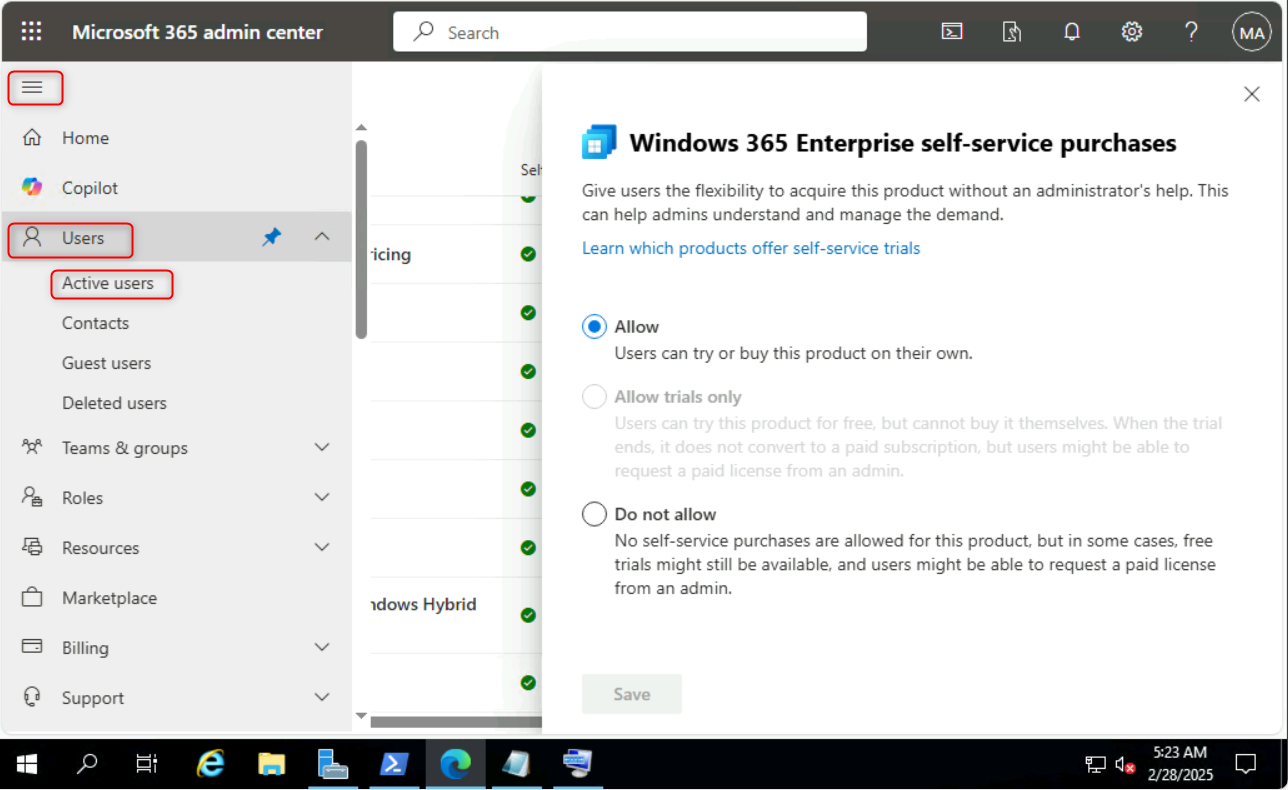 Microsoft 365 admin center
Search
MA
Home
Copilot
Users
Active users
Contacts
Guest users
Deleted users
Teams & groups
Roles
Resources
Marketplace
Billing
Support
ricing
ndows Hybrid
Windows 365 Enterprise self-service purchases
Give users the flexibility to acquire this product without an administrator's help. This
can help admins understand and manage the demand.
Learn which products offer self-service trials
Allow
Users can try or buy this product on their own.
Allow trials only
Users can try this product for free, but cannot buy it themselves. When the trial
ends, it does not convert to a paid subscription, but users might be able to
request a paid license from an admin.
Do not allow
No self-service purchases are allowed for this product, but in some cases, free
trials might still be available, and users might be able to request a paid license
from an admin.
Save
5:23 AM
2/28/2025